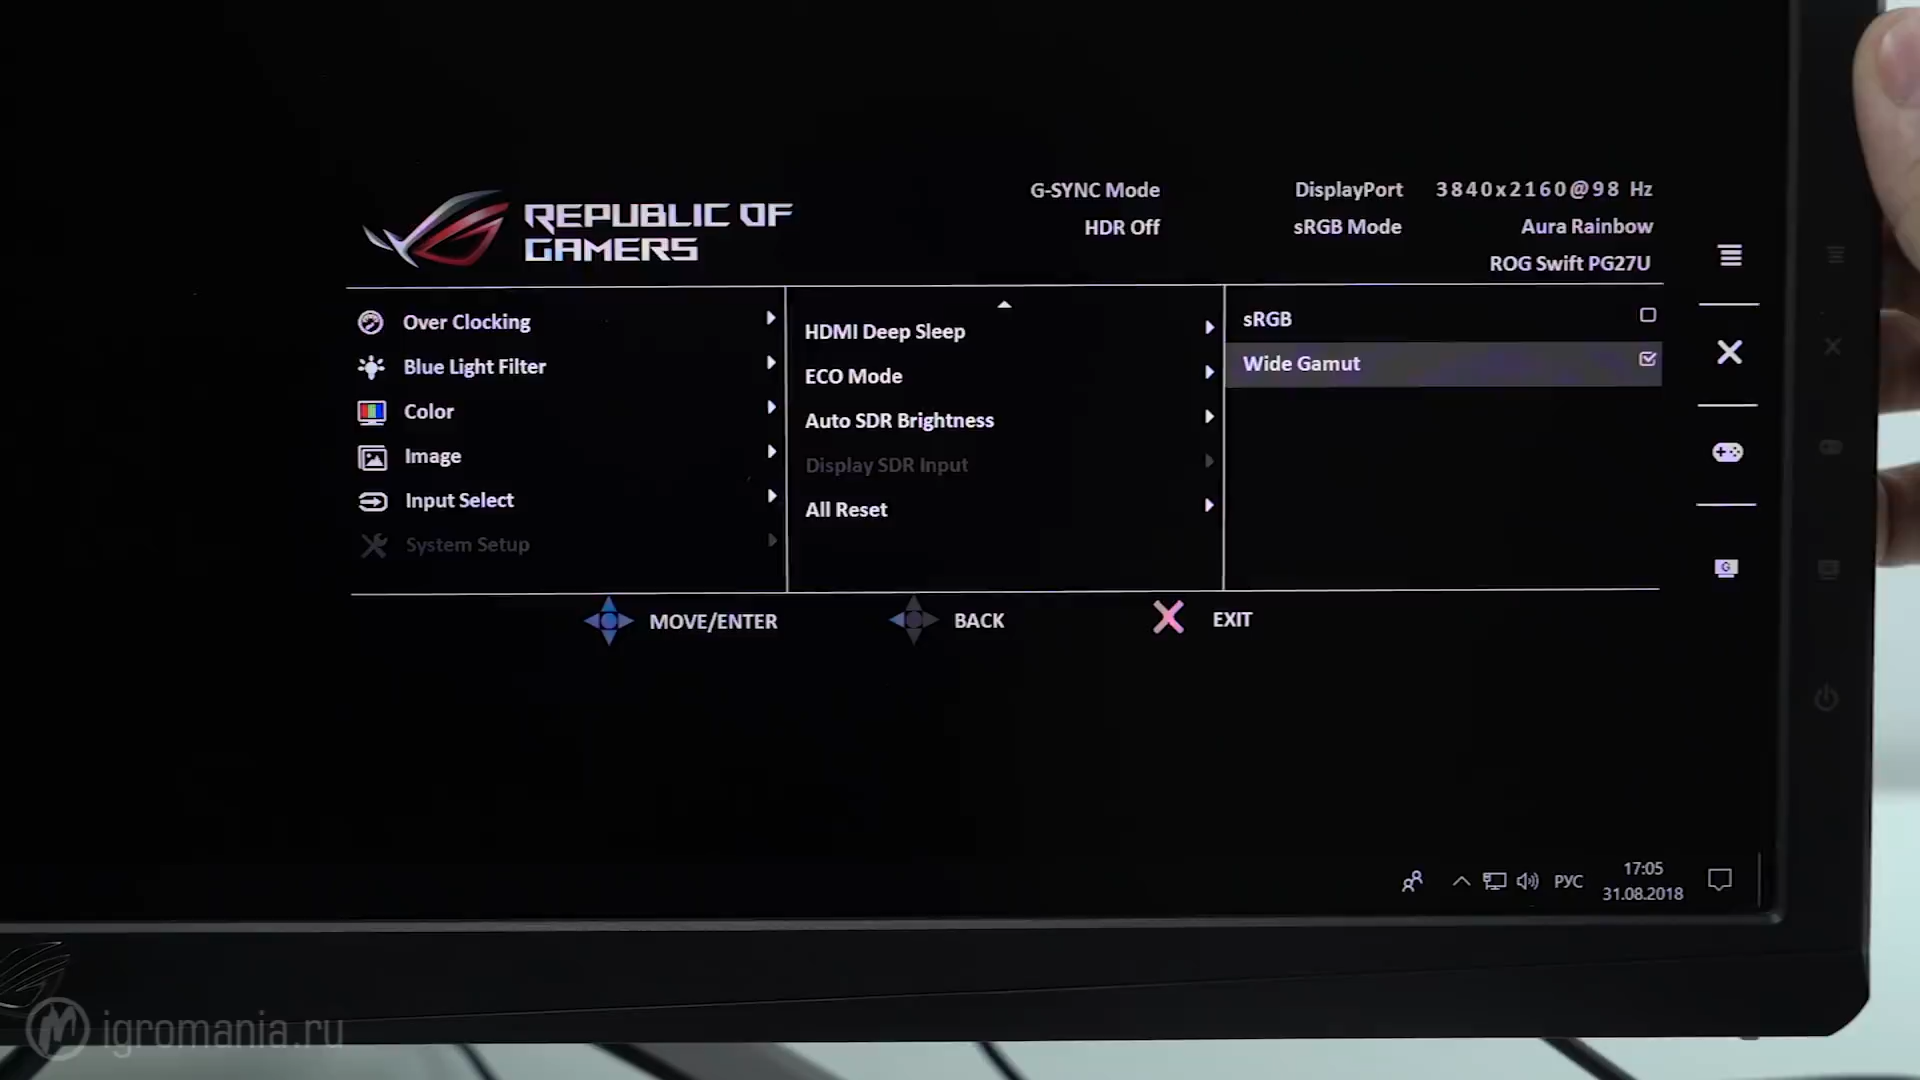 REPUBLIC OF
GAMERS
G-SYNC Mode
HDR Off
DisplayPort 3840x2160@98 Hz
sRGB Mode Aura Rainbow
ROG Swift PG27U
Over Clocking
Blue Light Filter
Color
Image
Input Select
System Setup
HDMI Deep Sleep
ECO Mode
Auto SDR Brightness
Display SDR Input
All Reset
sRGB
Wide Gamut
G
MOVE/ENTER
BACK
EXIT
РУС
17:05
31.08.2018
igromania.ru